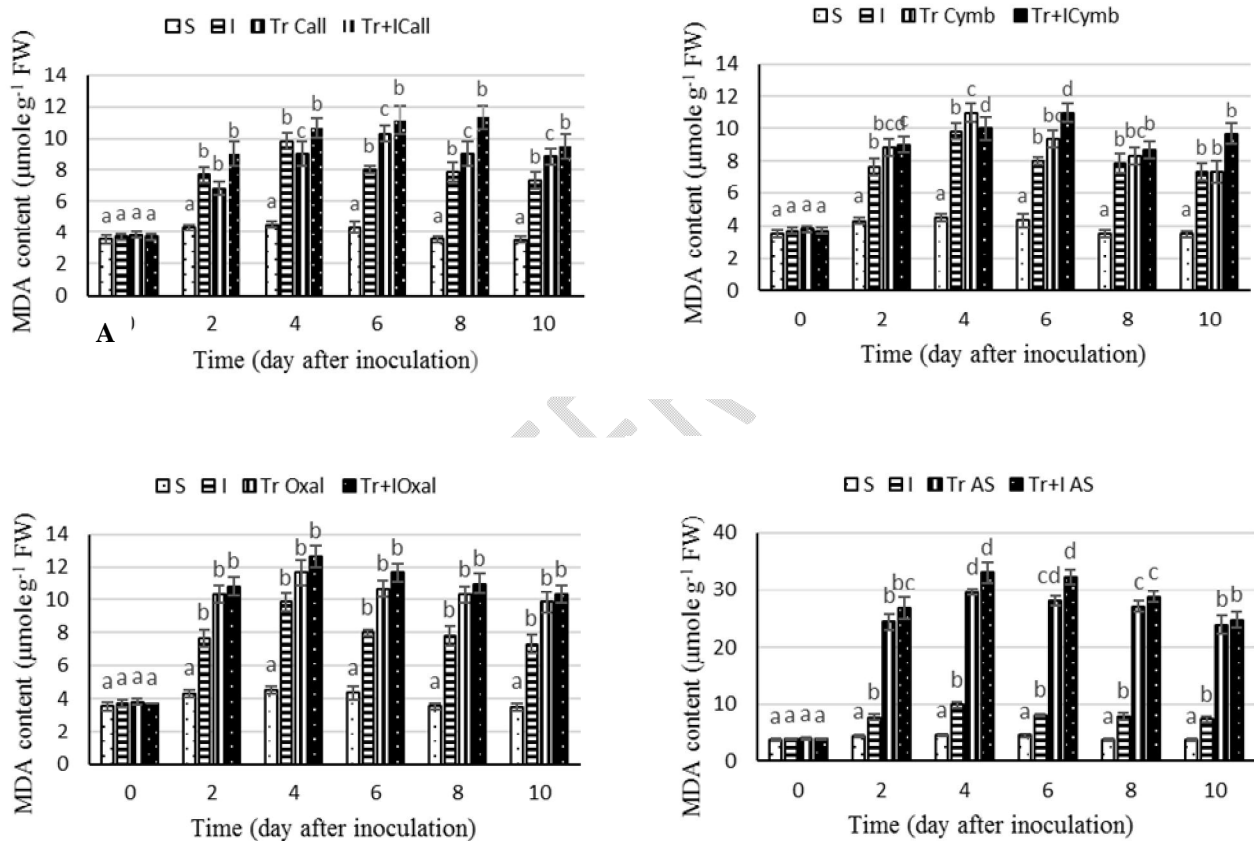 S I Tr Call Tr+ICall
MDA content (µmole g-1 FW)
14
12
10
8
6
4
2
0
a a a a
a b b b
a b c b
a b c b
a b c b
a b c b
A
2 4 6 8 10
Time (day after inoculation)
S I Tr Cymb Tr+ICymb
MDA content (µmole g-1 FW)
14
12
10
8
6
4
2
0
a a a a
a b bcd c
a b c d
a b bc d
a b bc b
a b b b
0 2 4 6 8 10
Time (day after inoculation)
S I Tr Oxal Tr+IOxal
MDA content (µmole g-1 FW)
14
12
10
8
6
4
2
0
a a a a
a b b b
a b b b
a b b b
a b b b
a b b b
0 2 4 6 8 10
Time (day after inoculation)
S I Tr AS Tr+I AS
MDA content (µmole g-1 FW)
40
30
20
10
0
a a a a
a b b bc
a b d d
a b cd d
a b c c
a b b b
0 2 4 6 8 10
Time (day after inoculation)